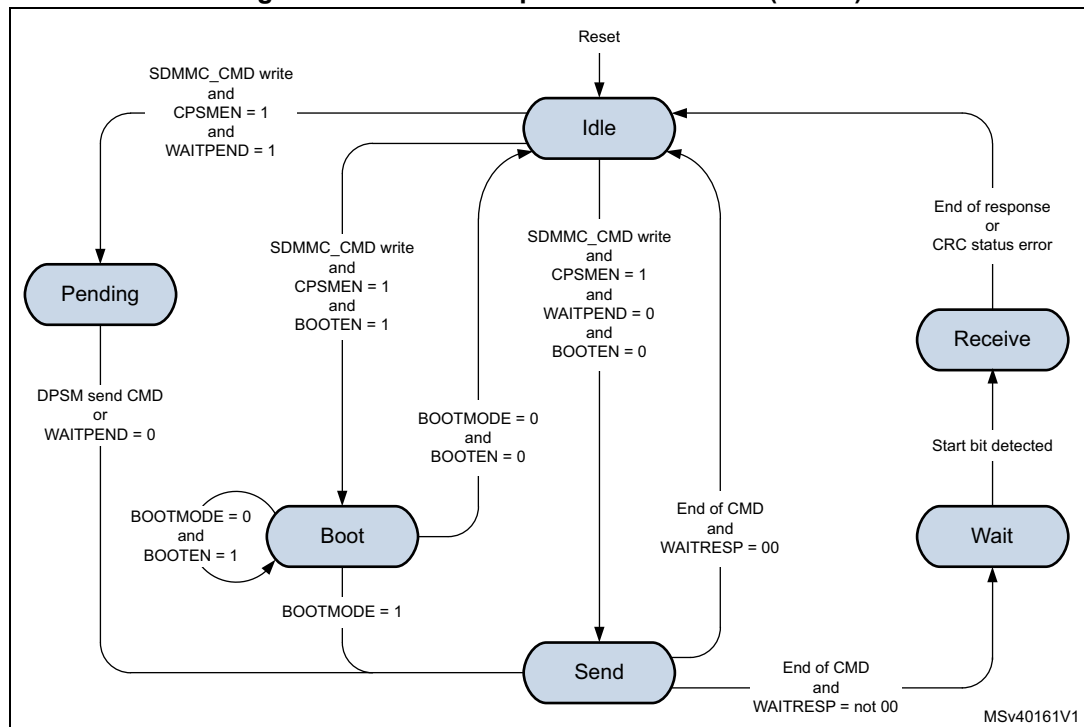 Reset
SDMMC_CMD write
and
CPSMEN = 1
and
WAITPEND = 1
Idle
SDMMC_CMD write
and
CPSMEN = 1
and
BOOTEN = 1
SDMMC_CMD write
and
CPSMEN = 1
and
WAITPEND = 0
and
BOOTEN = 0
End of response
or
CRC status error
Pending
Receive
DPSM send CMD
or
WAITPEND = 0
BOOTMODE = 0
and
BOOTEN = 0
Start bit detected
BOOTMODE = 0
and
BOOTEN = 1
Boot
End of CMD
and
WAITRESP = 00
Wait
BOOTMODE = 1
Send
End of CMD
and
WAITRESP = not 00
MSv40161V1